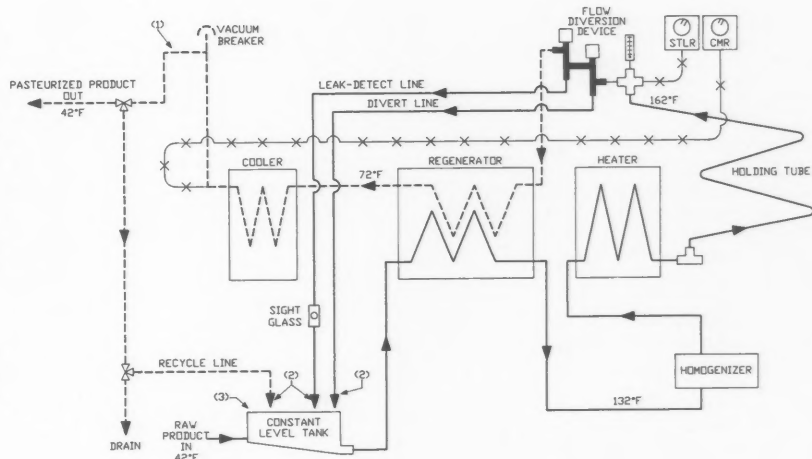 (1)
VACUUM
BREAKER
FLOW
DIVERSION
DEVICE
STLR
CMR
PASTEURIZED PRODUCT
OUT
42°F
LEAK-DETECT LINE
DIVERT LINE
162°F
COOLER
REGENERATOR
HEATER
HOLDING TUBE
72°F
SIGHT
GLASS
RECYCLE LINE
(2)
(2)
HOMOGENIZER
(3)
CONSTANT
LEVEL TANK
132°F
DRAIN
RAW
PRODUCT
IN
42°F